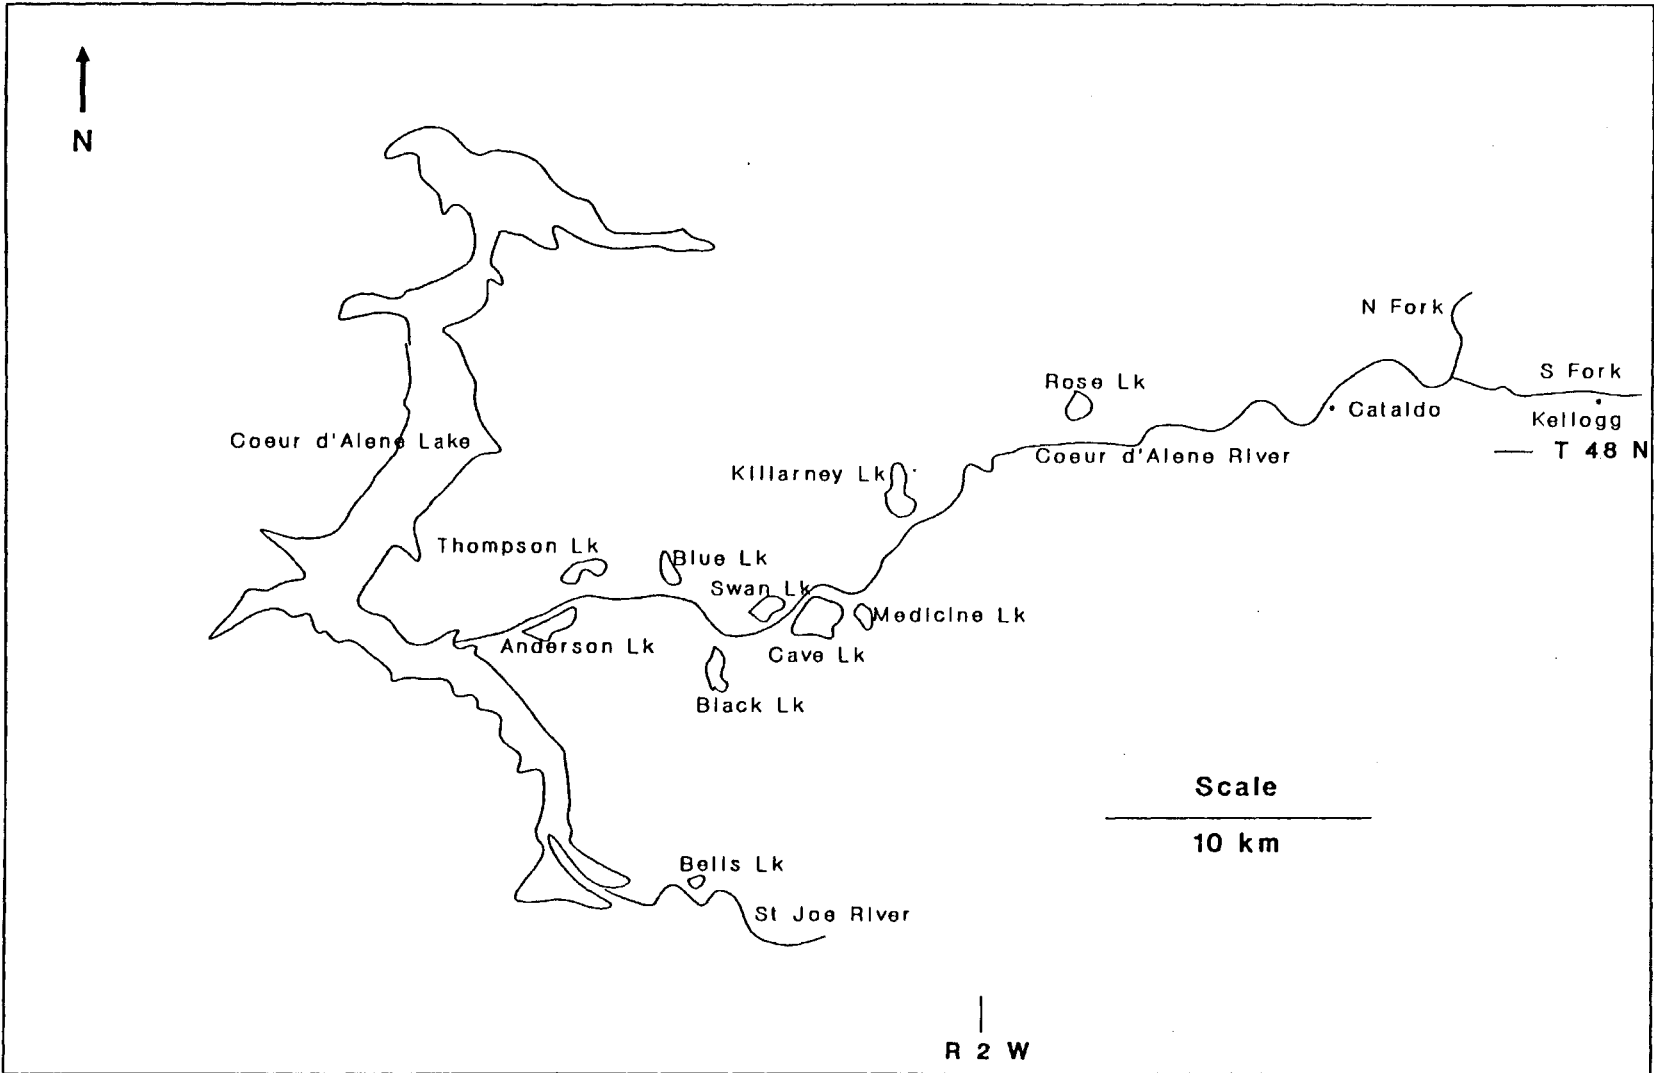 N
N Fork
S Fork
Rose Lk
Cataldo
Kellogg
Coeur d'Alene Lake
Coeur d'Alene River
T 48 N
Killarney Lk
Thompson Lk
Blue Lk
Swan Lk
Medicine Lk
Anderson Lk
Cave Lk
Black Lk
Scale
10 km
Bells Lk
St Joe River
R 2 W